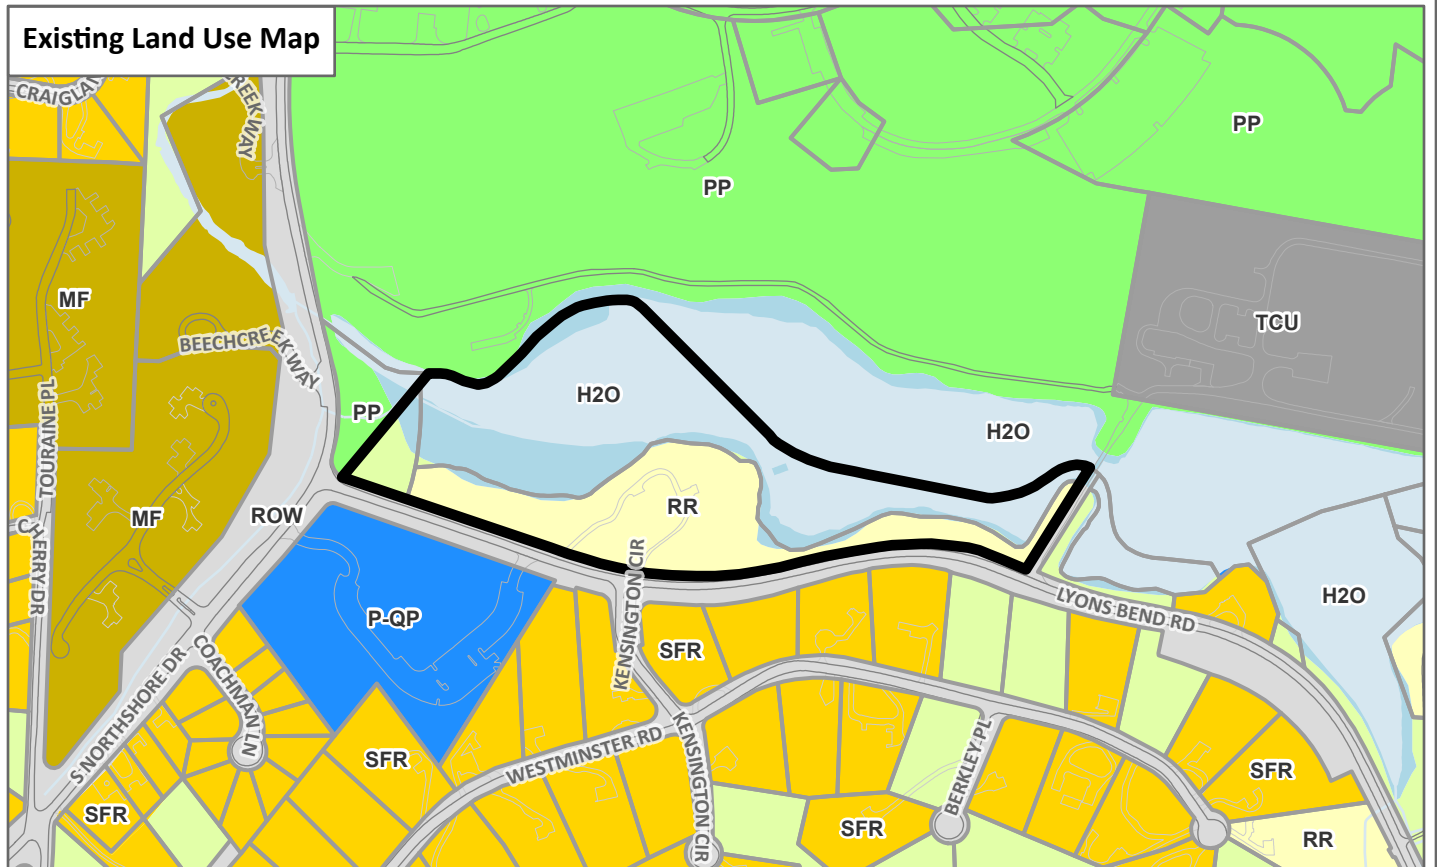 Existing Land Use Map
CRAIGLAN
REEK WAY
PP
PP
MF
TCU
BEECHCREEK WAY
TOURAINE PL
PP
H2O
H2O
RR
MF
ROW
CHERRY DR
KENSINGTON CIR
LYONS BEND RD
H2O
P-QP
SFR
S NORTHSHORE DR
COACHMAN LN
SFR
WESTMINSTER RD
KENSINGTON CIR
BERKLEY PL
SFR
SFR
SFR
RR